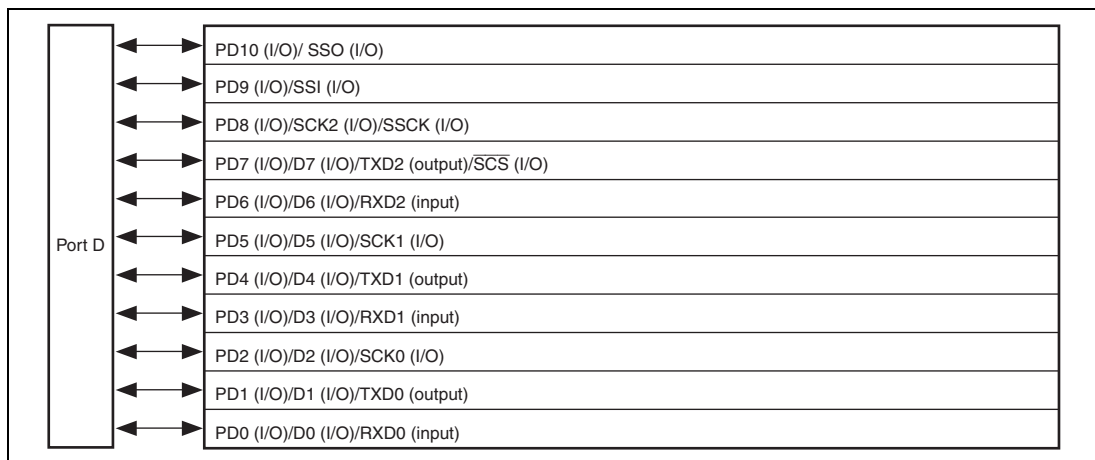 PD10 (I/O)/ SSO (I/O)
PD9 (I/O)/SSI (I/O)
PD8 (I/O)/SCK2 (I/O)/SSCK (I/O)
PD7 (I/O)/D7 (I/O)/TXD2 (output)/S̅C̅S̅ (I/O)
PD6 (I/O)/D6 (I/O)/RXD2 (input)
Port D
PD5 (I/O)/D5 (I/O)/SCK1 (I/O)
PD4 (I/O)/D4 (I/O)/TXD1 (output)
PD3 (I/O)/D3 (I/O)/RXD1 (input)
PD2 (I/O)/D2 (I/O)/SCK0 (I/O)
PD1 (I/O)/D1 (I/O)/TXD0 (output)
PD0 (I/O)/D0 (I/O)/RXD0 (input)